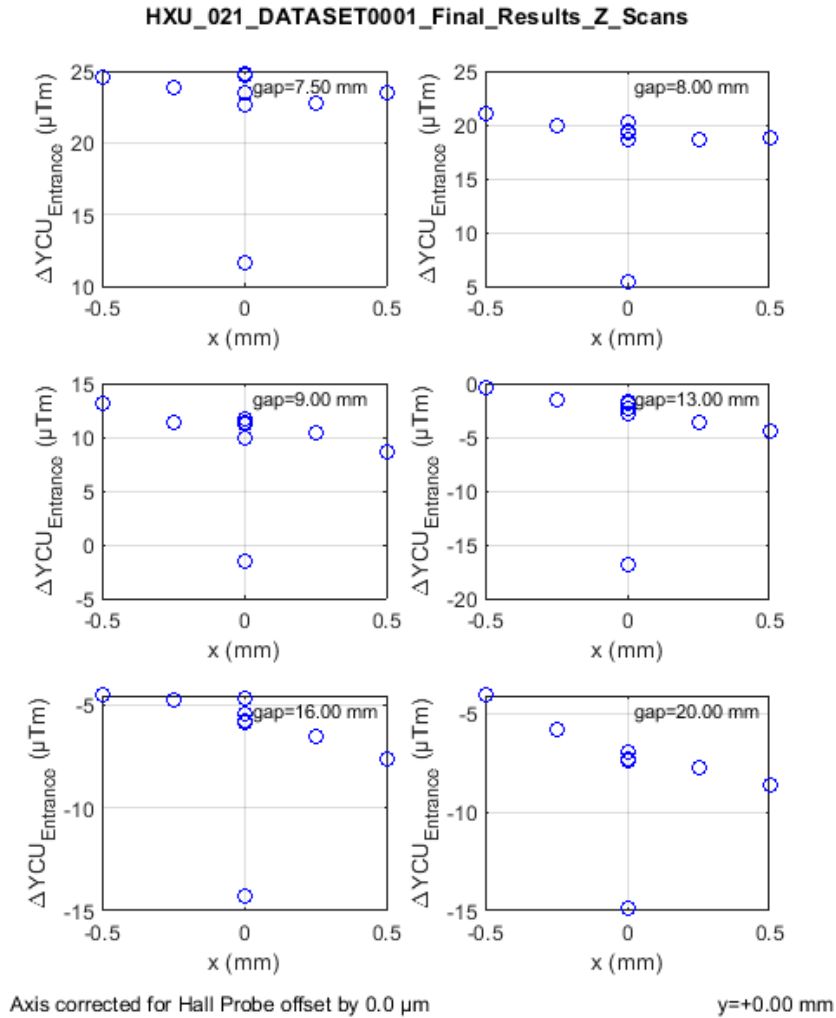 HXU_021_DATASET0001_Final_Results_Z_Scans
25
20
15
10
ΔYCU_Entrance (µTm)
gap=7.50 mm
-0.5 0 0.5
x (mm)
25
20
15
10
5
ΔYCU_Entrance (µTm)
gap=8.00 mm
-0.5 0 0.5
x (mm)
15
10
5
0
-5
ΔYCU_Entrance (µTm)
gap=9.00 mm
-0.5 0 0.5
x (mm)
0
-5
-10
-15
-20
ΔYCU_Entrance (µTm)
gap=13.00 mm
-0.5 0 0.5
x (mm)
-5
-10
-15
ΔYCU_Entrance (µTm)
gap=16.00 mm
-0.5 0 0.5
x (mm)
-5
-10
-15
ΔYCU_Entrance (µTm)
gap=20.00 mm
-0.5 0 0.5
x (mm)
Axis corrected for Hall Probe offset by 0.0 µm
y=+0.00 mm